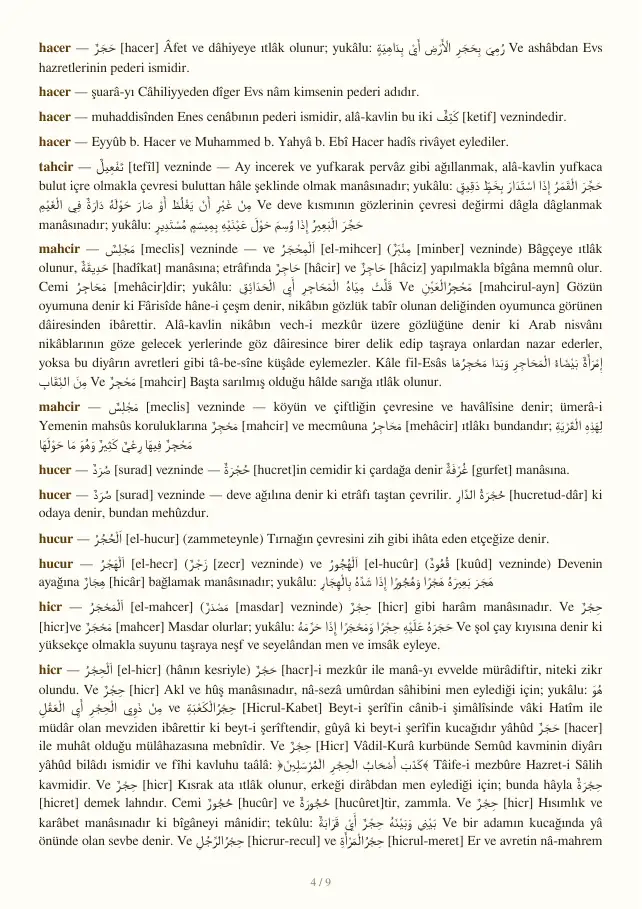 hacer — حَجَرٌ [hacer] Âfet ve dâhiyeye ıtlâk olunur; yukâlu: رُمِيَ بِحَجَرِ الْأَرْضِ أَيْ بِدَاهِيَةٍ Ve ashâbdan Evs
hazretlerinin pederi ismidir.
hacer — şuarâ-yı Câhiliyyeden dîger Evs nâm kimsenin pederi adıdır.
hacer — muhaddisînden Enes cenâbının pederi ismidir, alâ-kavlin bu iki كَتِفٌ [ketif] veznindedir.
hacer — Eyyûb b. Hacer ve Muhammed b. Yahyâ b. Ebî Hacer hadîs rivâyet eylediler.
tahcir — تَفْعِيلٌ [tefîl] vezninde — Ay incerek ve yufkarak pervâz gibi ağıllanmak, alâ-kavlin yufkaca
bulut içre olmakla çevresi buluttan hâle şeklinde olmak manâsınadır; yukâlu: حَجَّرَ الْقَمَرُ إِذَا اسْتَدَارَ بِخَطٍّ دَقِيقٍ
مِنْ غَيْرِ أَنْ يَغْلُظَ أَوْ صَارَ حَوْلَهُ دَارَةٌ فِي الْغَيْمِ Ve deve kısmının gözlerinin çevresi değirmi dâgla dâglanmak
manâsınadır; yukâlu: حَجَّرَ الْبَعِيرُ إِذَا وُسِمَ حَوْلَ عَيْنَيْهِ بِمِيسَمٍ مُسْتَدِيرٍ
mahcir — مَجْلِسٌ [meclis] vezninde — ve اَلْمِحْجَرُ [el-mihcer] (مِنْبَرٌ [minber] vezninde) Bâgçeye ıtlâk
olunur, حَدِيقَةٌ [hadîkat] manâsına; etrâfında حَاجِرٌ [hâcir] ve حَاجِزٌ [hâciz] yapılmakla bîgâna memnû olur.
Cemi مَحَاجِرُ [mehâcir]dir; yukâlu: قَلَّتْ مِيَاهُ الْمَحَاجِرِ أَيِ الْحَدَائِقِ Ve مَحْجِرُالْعَيْنِ [mahcirul-ayn] Gözün
oyumuna denir ki Fârisîde hâne-i çeşm denir, nikâbın gözlük tabîr olunan deliğinden oyumunca görünen
dâiresinden ibârettir. Alâ-kavlin nikâbın vech-i mezkûr üzere gözlüğüne denir ki Arab nisvânı
nikâblarının göze gelecek yerlerinde göz dâiresince birer delik edip taşraya onlardan nazar ederler,
yoksa bu diyârın avretleri gibi tâ-be-sîne küşâde eylemezler. Kâle fil-Esâs إِمْرَأَةٌ بَيْضَاءُ الْمَحَاجِرِ وَبَدَا مَحْجِرُهَا
مِنَ النِّقَابِ Ve مَحْجِرٌ [mahcir] Başta sarılmış olduğu hâlde sarığa ıtlâk olunur.
mahcir — مَجْلِسٌ [meclis] vezninde — köyün ve çiftliğin çevresine ve havâlîsine denir; ümerâ-i
Yemenin mahsûs koruluklarına مَحْجِرٌ [mahcir] ve mecmûuna مَحَاجِرُ [mehâcir] ıtlâkı bundandır; لِهَذِهِ الْقَرْيَةِ
مَحْجِرٌ فِيهَا رِعْيٌ كَثِيرٌ وَهُوَ مَا حَوْلَهَا
hucer — صُرَدٌ [surad] vezninde — حُجْرَةٌ [hucret]in cemidir ki çardağa denir غُرْفَةٌ [gurfet] manâsına.
hucer — صُرَدٌ [surad] vezninde — deve ağılına denir ki etrâfı taştan çevrilir. حُجْرَةُ الدَّارِ [hucretud-dâr] ki
odaya denir, bundan mehûzdur.
hucur — اَلْحُجُرُ [el-hucur] (zammeteynle) Tırnağın çevresini zih gibi ihâta eden etçeğize denir.
hucur — اَلْهَجْرُ [el-hecr] (زَجْرٌ [zecr] vezninde) ve اَلْهُجُورُ [el-hucûr] (قُعُودٌ [kuûd] vezninde) Devenin
ayağına هِجَارٌ [hicâr] bağlamak manâsınadır; yukâlu: هَجَرَ بَعِيرَهُ هَجْرًا وَهُجُورًا إِذَا شَدَّهُ بِالْهِجَارِ
hicr — اَلْمَحْجَرُ [el-mahcer] (مَصْدَرٌ [masdar] vezninde) حِجْرٌ [hicr] gibi harâm manâsınadır. Ve حِجْرٌ
[hicr]ve مَحْجَرٌ [mahcer] Masdar olurlar; yukâlu: حَجَرَهُ عَلَيْهِ حِجْرًا وَمَحْجَرًا إِذَا حَرَّمَهُ Ve şol çay kıyısına denir ki
yüksekçe olmakla suyunu taşraya neşf ve seyelândan men ve imsâk eyleye.
hicr — اَلْحِجْرُ [el-hicr] (hânın kesriyle) حَجْرٌ [hacr]-i mezkûr ile manâ-yı evvelde mürâdiftir, niteki zikr
olundu. Ve حِجْرٌ [hicr] Akl ve hûş manâsınadır, nâ-sezâ umûrdan sâhibini men eylediği için; yukâlu: هُوَ
مِنْ ذَوِي الْحِجْرِ أَيِ الْعَقْلِ ve حِجْرُالْكَعْبَةِ [Hicrul-Kabet] Beyt-i şerîfin cânib-i şimâlîsinde vâki Hatîm ile
müdâr olan mevziden ibârettir ki beyt-i şerîftendir, gûyâ ki beyt-i şerîfin kucağıdır yâhûd حَجَرٌ [hacer]
ile muhât olduğu mülâhazasına mebnîdir. Ve حِجْرٌ [Hicr] Vâdil-Kurâ kurbünde Semûd kavminin diyârı
yâhûd bilâdı ismidir ve fîhi kavluhu taâlâ: ﴿كَذَّبَ أَصْحَابُ الْحِجْرِ الْمُرْسَلِينَ﴾ Tâife-i mezbûre Hazret-i Sâlih
kavmidir. Ve حِجْرٌ [hicr] Kısrak ata ıtlâk olunur, erkeği dirâbdan men eylediği için; bunda hâyla حِجْرَةٌ
[hicret] demek lahndır. Cemi حُجُورٌ [hucûr] ve حُجُورَةٌ [hucûret]tir, zammla. Ve حِجْرٌ [hicr] Hısımlık ve
karâbet manâsınadır ki bîgâneyi mânidir; tekûlu: بَيْنِي وَبَيْنَهُ حِجْرٌ أَيْ قَرَابَةٌ Ve bir adamın kucağında yâ
önünde olan sevbe denir. Ve حِجْرُالرَّجُلِ [hicrur-recul] ve حِجْرُالْمَرْأَةِ [hicrul-meret] Er ve avretin nâ-mahrem
4 / 9